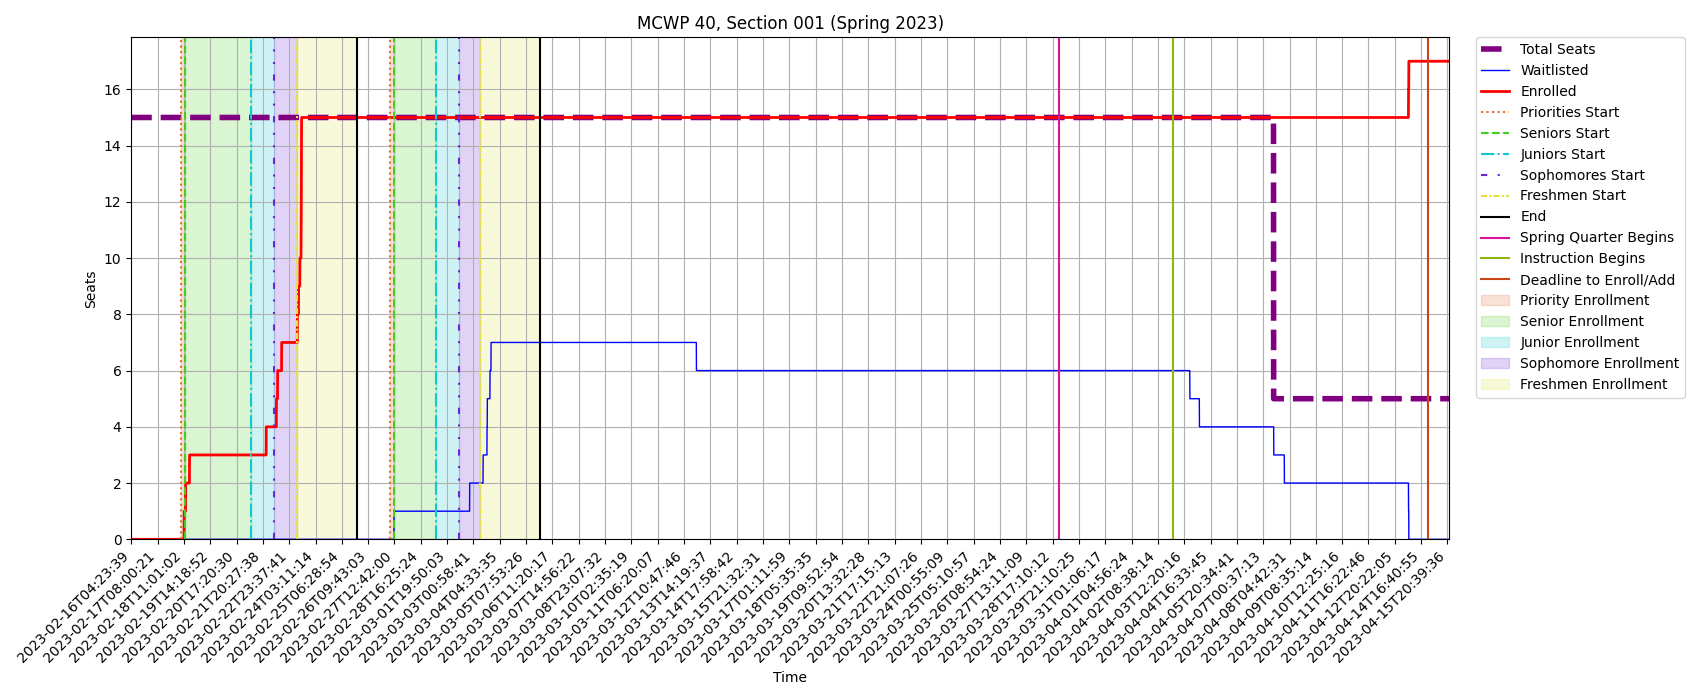 MCWP 40, Section 001 (Spring 2023)
Seats
16
14
12
10
8
6
4
2
0
2023-02-16T04:23:39
2023-02-17T08:00:21
2023-02-18T11:01:02
2023-02-19T14:18:52
2023-02-20T17:20:30
2023-02-21T20:27:38
2023-02-22T23:37:41
2023-02-24T03:11:14
2023-02-25T06:28:54
2023-02-26T09:43:03
2023-02-27T12:42:00
2023-02-28T16:25:24
2023-03-01T19:50:03
2023-03-03T00:58:41
2023-03-04T04:33:35
2023-03-05T07:53:26
2023-03-06T11:20:17
2023-03-07T14:56:22
2023-03-08T23:07:32
2023-03-10T02:35:19
2023-03-11T06:20:07
2023-03-12T10:47:46
2023-03-13T14:19:37
2023-03-14T17:58:42
2023-03-15T21:32:31
2023-03-17T01:11:59
2023-03-18T05:35:35
2023-03-19T09:52:54
2023-03-20T13:32:28
2023-03-21T17:15:13
2023-03-22T21:07:26
2023-03-24T00:55:09
2023-03-25T05:10:57
2023-03-26T08:54:24
2023-03-27T13:11:09
2023-03-28T17:10:12
2023-03-29T21:10:25
2023-03-31T01:06:17
2023-04-01T04:56:24
2023-04-02T08:38:14
2023-04-03T12:20:16
2023-04-04T16:33:45
2023-04-05T20:34:41
2023-04-07T00:37:13
2023-04-08T04:42:31
2023-04-09T08:35:14
2023-04-10T12:25:16
2023-04-11T16:22:46
2023-04-12T20:22:05
2023-04-14T16:40:55
2023-04-15T20:39:36
Time
Total Seats
Waitlisted
Enrolled
Priorities Start
Seniors Start
Juniors Start
Sophomores Start
Freshmen Start
End
Spring Quarter Begins
Instruction Begins
Deadline to Enroll/Add
Priority Enrollment
Senior Enrollment
Junior Enrollment
Sophomore Enrollment
Freshmen Enrollment